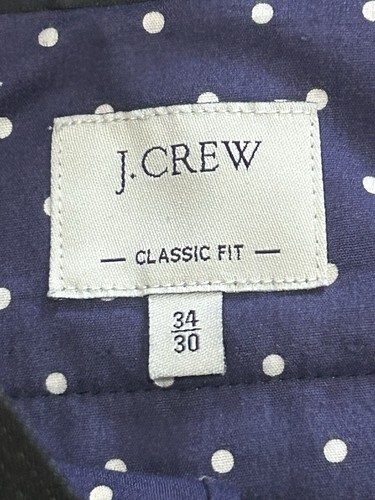 J.CREW
— CLASSIC FIT —
34
30